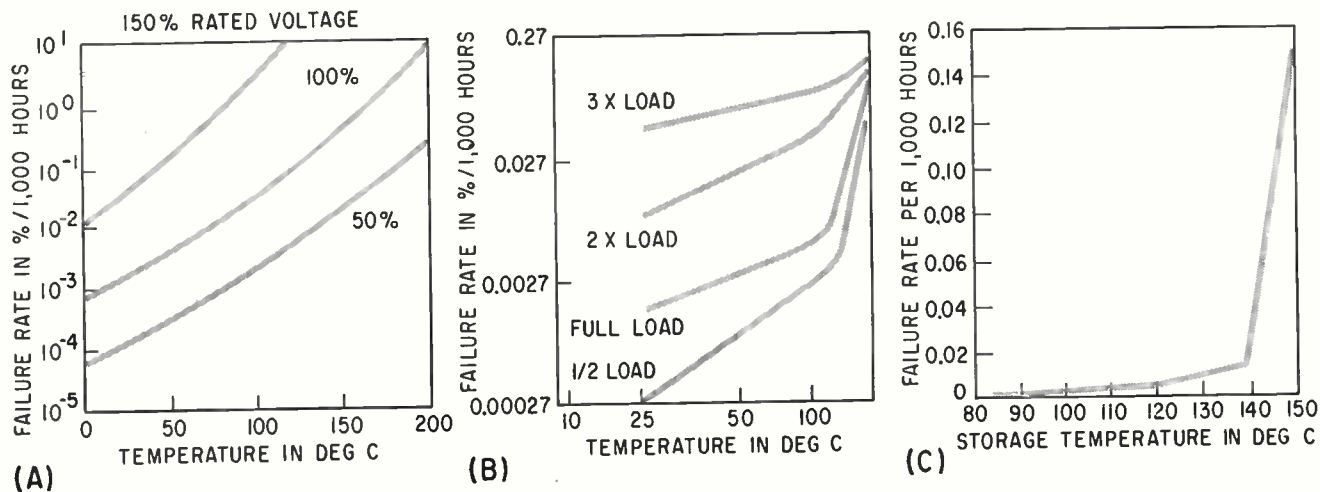 150% RATED VOLTAGE
FAILURE RATE IN %/1,000 HOURS
10^1
10^0
10^-1
10^-2
10^-3
10^-4
10^-5
100%
50%
0 50 100 150 200
TEMPERATURE IN DEG C
(A)
FAILURE RATE IN %/1,000 HOURS
0.27
0.027
0.0027
0.00027
3 X LOAD
2 X LOAD
FULL LOAD
1/2 LOAD
10 25 50 100
TEMPERATURE IN DEG C
(B)
FAILURE RATE PER 1,000 HOURS
0.16
0.14
0.12
0.10
0.08
0.06
0.04
0.02
0
80 90 100 110 120 130 140 150
STORAGE TEMPERATURE IN DEG C
(C)